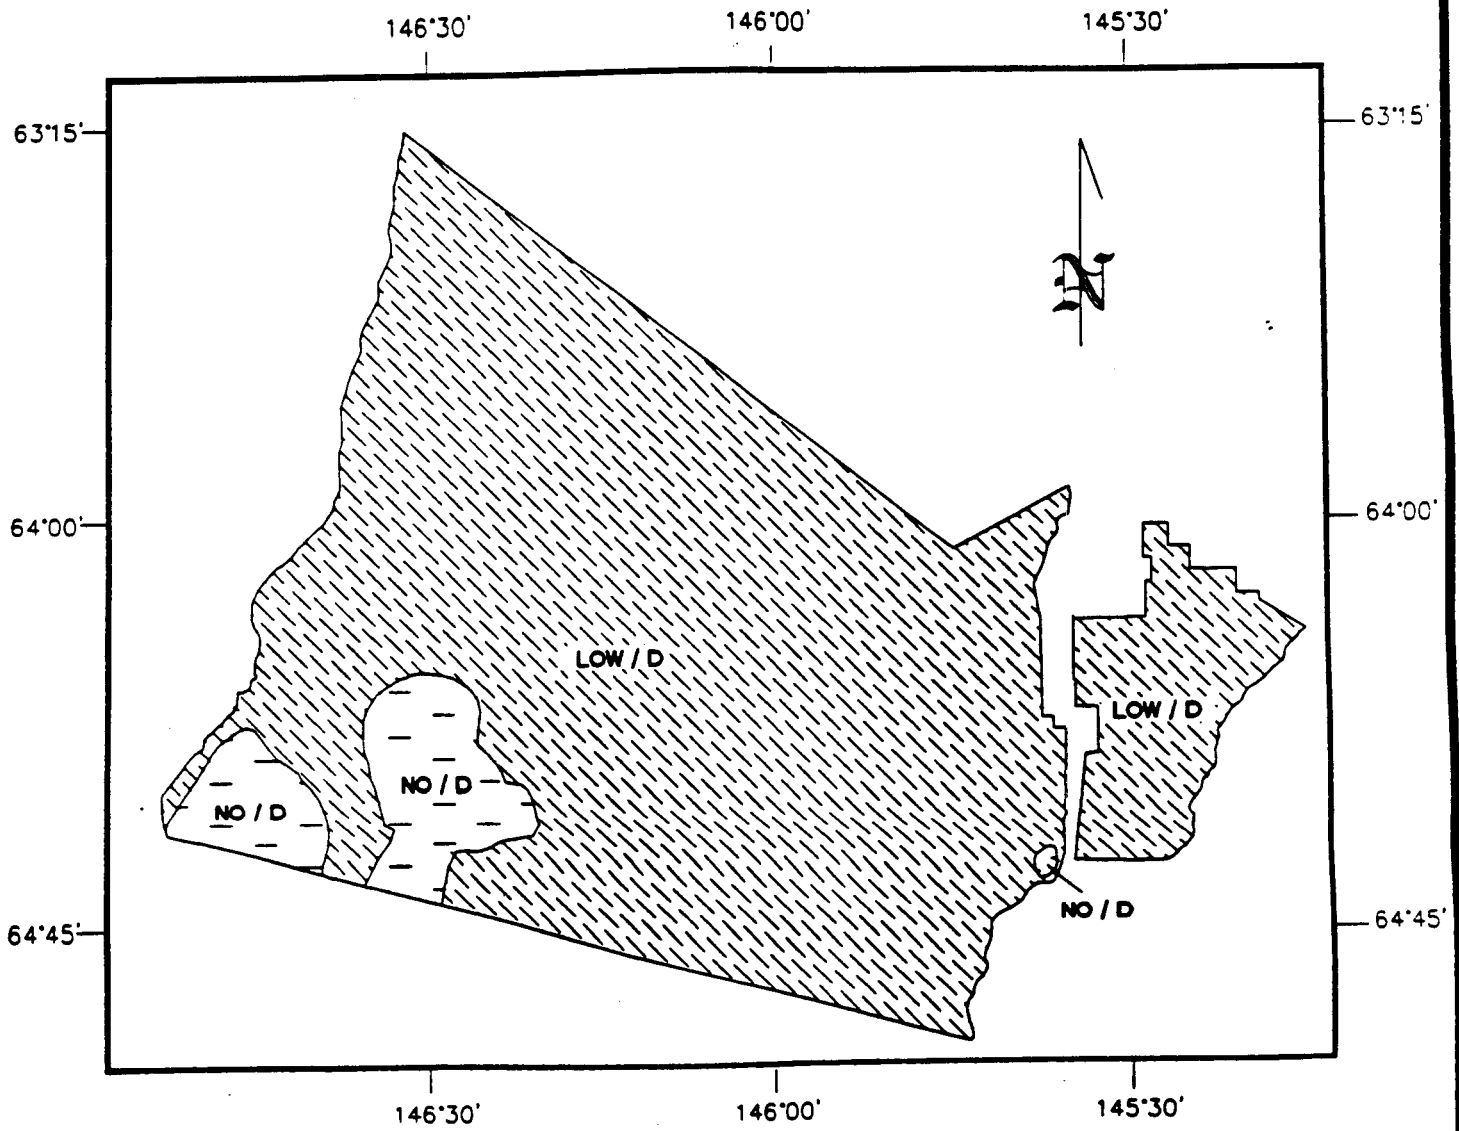 146°30' 146°00' 145°30'
63°15' 63°15'
N
64°00' 64°00'
LOW / D
LOW / D
NO / D
NO / D
NO / D
64°45' 64°45'
146°30' 146°00' 145°30'